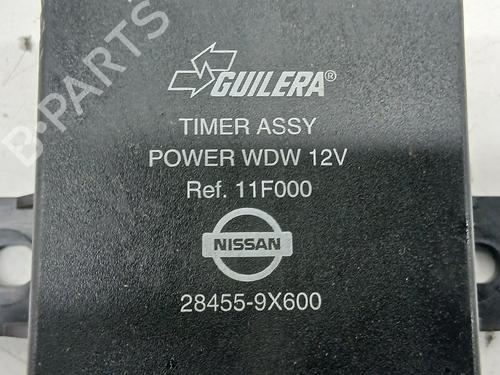 GUILERA®
TIMER ASSY
POWER WDW 12V
Ref. 11F000
NISSAN
28455-9X600
B-PARTS